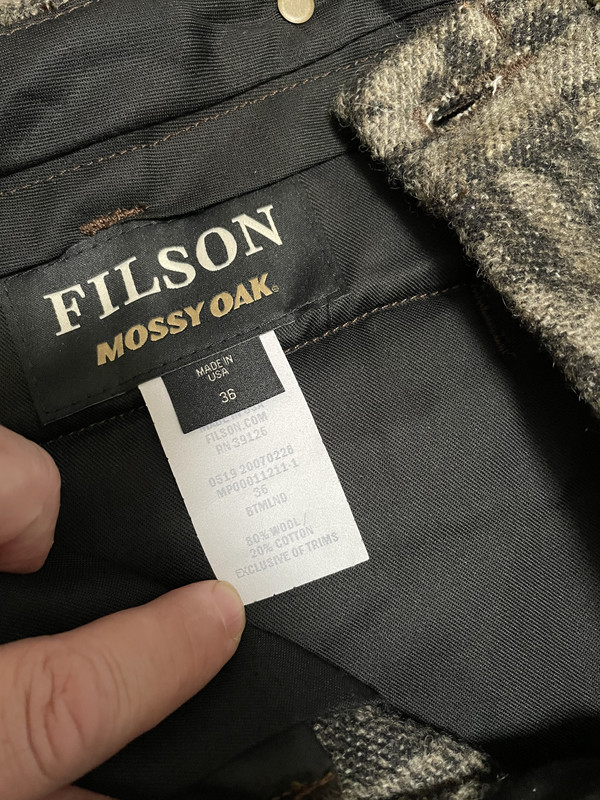 FILSON
MOSSY OAK®
MADE IN
USA
36
FILSON.COM
RN 39126
0519 20070226
MP00011211-1
36
BTMLND
80% WOOL/
20% COTTON
EXCLUSIVE OF TRIMS